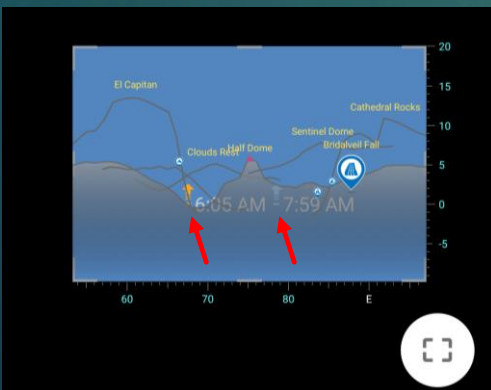 20
15
El Capitan
Cathedral Rocks
10
Sentinel Dome
Bridalveil Fall
Clouds Rest
Half Dome
5
6:05 AM
7:59 AM
0
-5
60
70
80
E